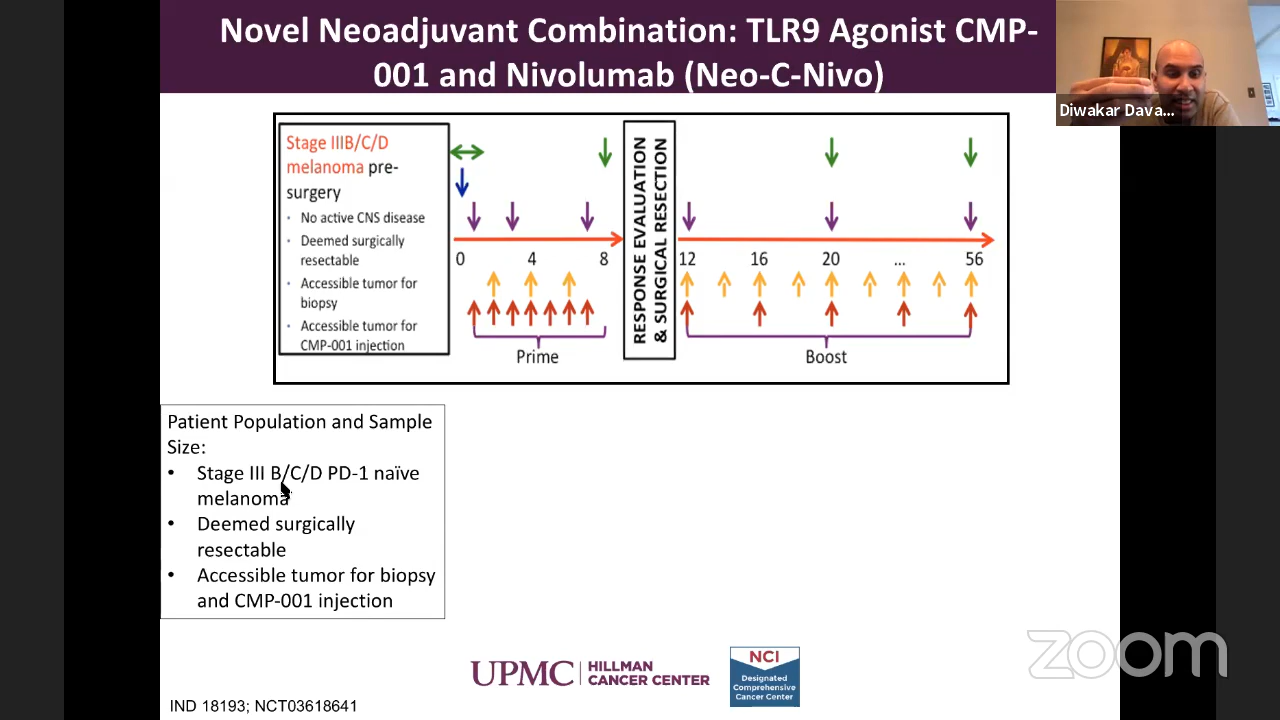 Novel Neoadjuvant Combination: TLR9 Agonist CMP-
001 and Nivolumab (Neo-C-Nivo)
Diwakar Dava...
Stage IIIB/C/D
melanoma pre-
surgery
• No active CNS disease
• Deemed surgically
resectable
• Accessible tumor for
biopsy
• Accessible tumor for
CMP-001 injection
0 4 8
Prime
RESPONSE EVALUATION
& SURGICAL RESECTION
12 16 20 ... 56
Boost
Patient Population and Sample
Size:
• Stage III B/C/D PD-1 naïve
melanoma
• Deemed surgically
resectable
• Accessible tumor for biopsy
and CMP-001 injection
UPMC | HILLMAN
CANCER CENTER
NCI
Designated
Comprehensive
Cancer Center
zoom
IND 18193; NCT03618641